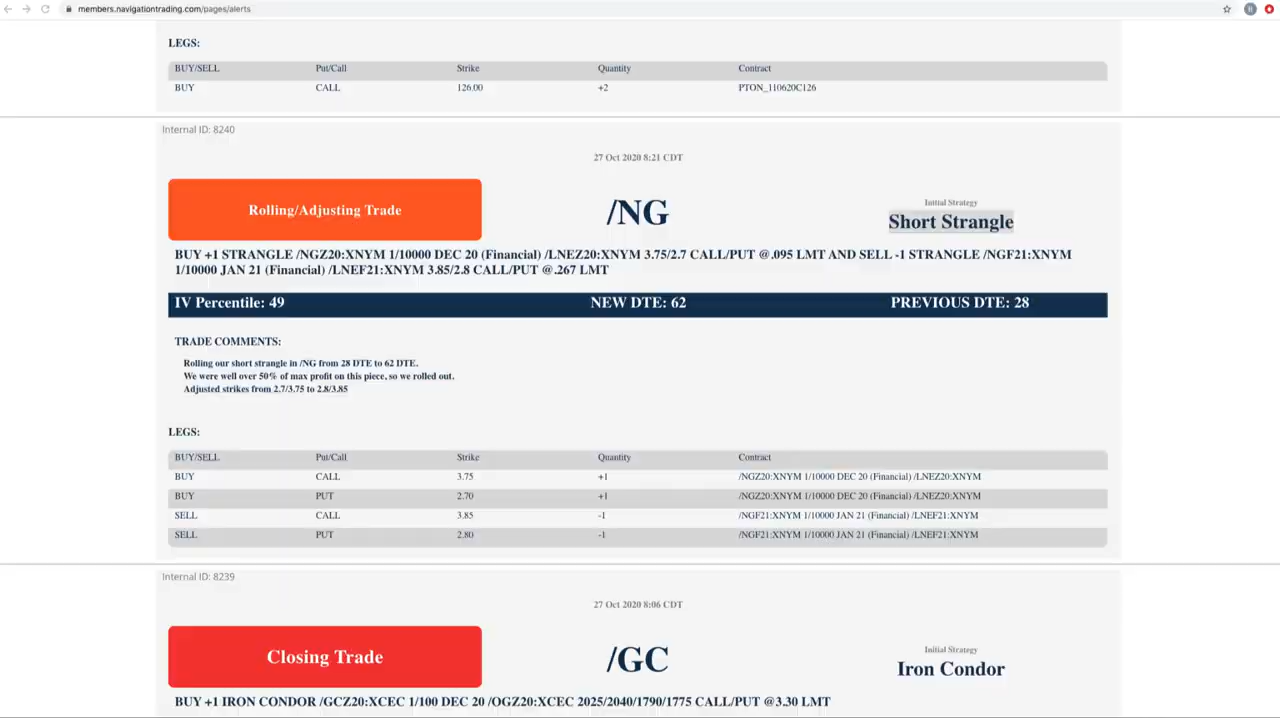 members.navigationtrading.com/pages/alerts
LEGS:
BUY/SELL Put/Call Strike Quantity Contract
BUY CALL 126.00 +2 PTON_110620C126
Internal ID: 8240
27 Oct 2020 8:21 CDT
Rolling/Adjusting Trade
/NG
Initial Strategy
Short Strangle
BUY +1 STRANGLE /NGZ20:XNYM 1/10000 DEC 20 (Financial) /LNEZ20:XNYM 3.75/2.7 CALL/PUT @.095 LMT AND SELL -1 STRANGLE /NGF21:XNYM
1/10000 JAN 21 (Financial) /LNEF21:XNYM 3.85/2.8 CALL/PUT @.267 LMT
IV Percentile: 49 NEW DTE: 62 PREVIOUS DTE: 28
TRADE COMMENTS:
Rolling our short strangle in /NG from 28 DTE to 62 DTE.
We were well over 50% of max profit on this piece, so we rolled out.
Adjusted strikes from 2.7/3.75 to 2.8/3.85
LEGS:
BUY/SELL Put/Call Strike Quantity Contract
BUY CALL 3.75 +1 /NGZ20:XNYM 1/10000 DEC 20 (Financial) /LNEZ20:XNYM
BUY PUT 2.70 +1 /NGZ20:XNYM 1/10000 DEC 20 (Financial) /LNEZ20:XNYM
SELL CALL 3.85 -1 /NGF21:XNYM 1/10000 JAN 21 (Financial) /LNEF21:XNYM
SELL PUT 2.80 -1 /NGF21:XNYM 1/10000 JAN 21 (Financial) /LNEF21:XNYM
Internal ID: 8239
27 Oct 2020 8:06 CDT
Closing Trade
/GC
Initial Strategy
Iron Condor
BUY +1 IRON CONDOR /GCZ20:XCEC 1/100 DEC 20 /OGZ20:XCEC 2025/2040/1790/1775 CALL/PUT @3.30 LMT